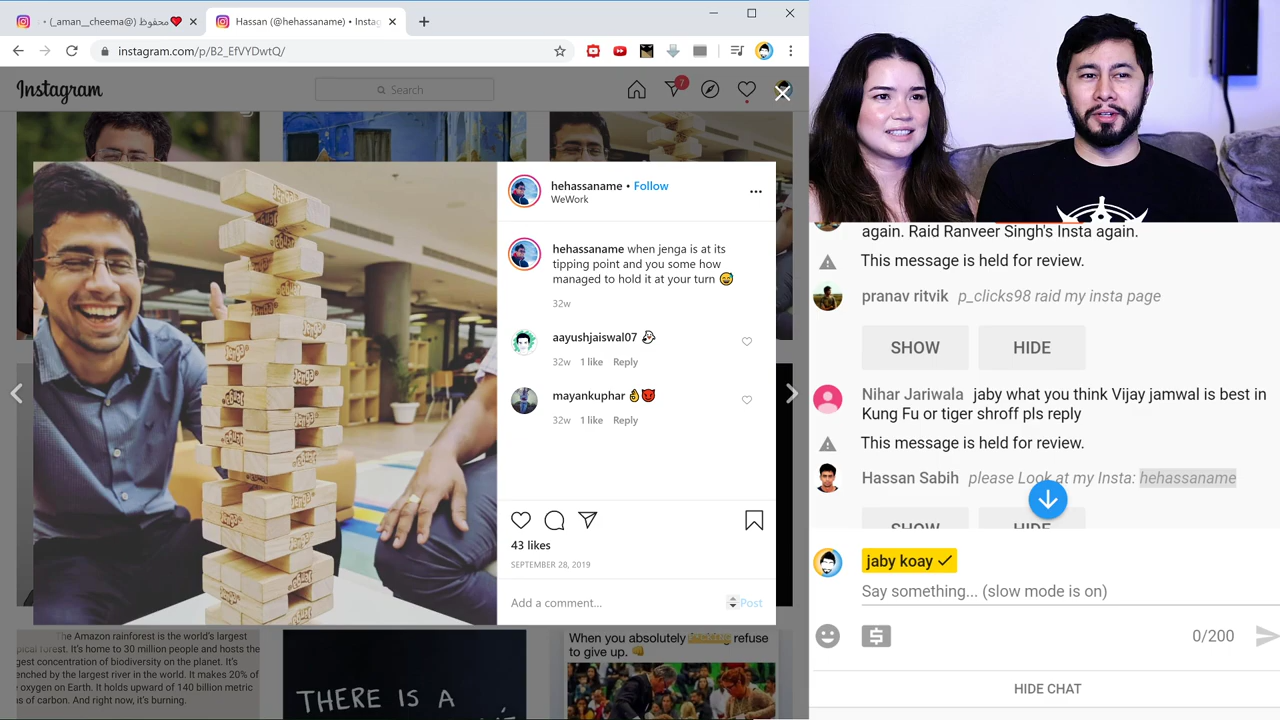 محفوظ (@_aman__cheema) •
Hassan (@hehassaname) • Instag
instagram.com/p/B2_EfVYDwtQ/
Instagram
Search
7
hehassaname • Follow
WeWork
hehassaname when jenga is at its
tipping point and you some how
managed to hold it at your turn 😅
32w
aayushjaiswal07 👻
32w 1 like Reply
mayankuphar 👌😈
32w 1 like Reply
43 likes
SEPTEMBER 28, 2019
Add a comment...
Post
Jenga
The Amazon rainforest is the world's largest
forest. It's home to 30 million people and hosts the
gest concentration of biodiversity on the planet. It's
enched by the largest river in the world. It makes 20% of
oxygon on Earth. It holds upward of 140 billion metric
s of carbon. And right now, it's burning.
THERE IS A
When you absolutely refuse
to give up. 👊
again. Raid Ranveer Singh's Insta again.
This message is held for review.
pranav ritvik p_clicks98 raid my insta page
SHOW HIDE
Nihar Jariwala jaby what you think Vijay jamwal is best in
Kung Fu or tiger shroff pls reply
This message is held for review.
Hassan Sabih please Look at my Insta: hehassaname
SHOW HIDE
jaby koay
Say something... (slow mode is on)
0/200
HIDE CHAT